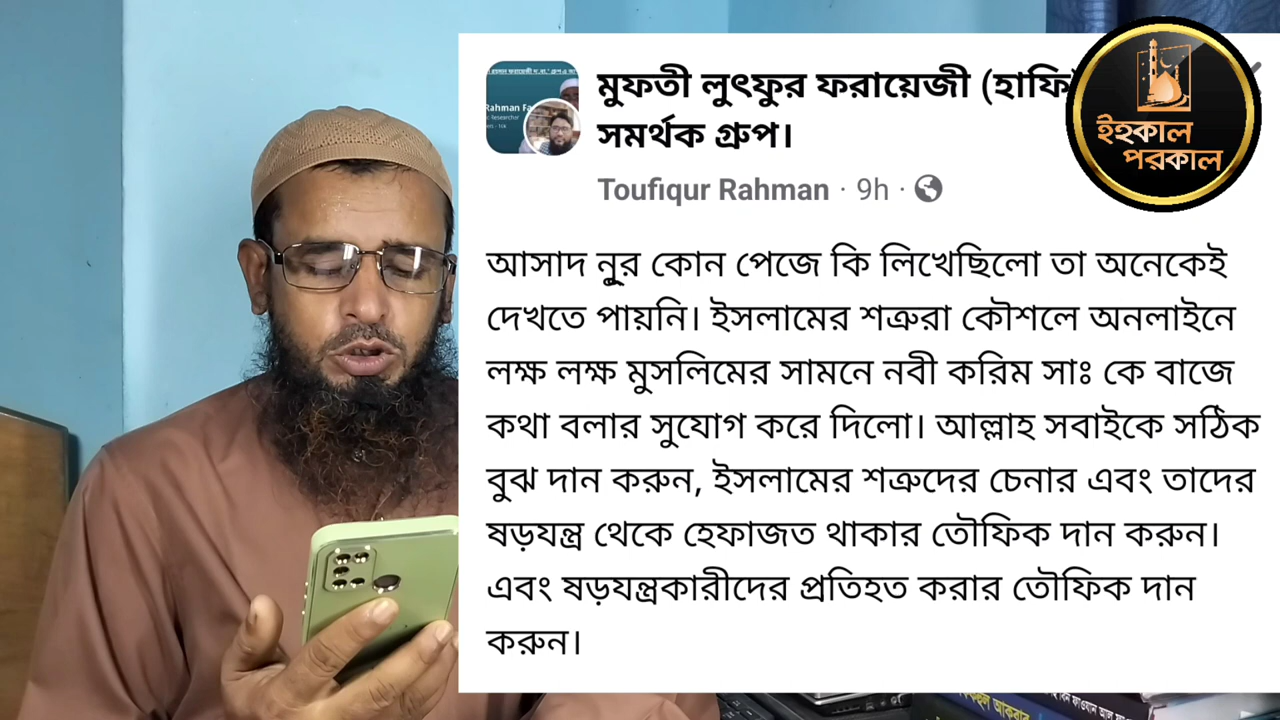 মুফতী লুৎফুর ফরায়েজী (হাফি)
সমর্থক গ্রুপ।
Toufiqur Rahman · 9h ·
আসাদ নূুর কোন পেজে কি লিখেছিলো তা অনেকেই
দেখতে পায়নি। ইসলামের শত্রুরা কৌশলে অনলাইনে
লক্ষ লক্ষ মুসলিমের সামনে নবী করিম সাঃ কে বাজে
কথা বলার সুযোগ করে দিলো। আল্লাহ সবাইকে সঠিক
বুঝ দান করুন, ইসলামের শত্রুদের চেনার এবং তাদের
ষড়যন্ত্র থেকে হেফাজত থাকার তৌফিক দান করুন।
এবং ষড়যন্ত্রকারীদের প্রতিহত করার তৌফিক দান
করুন।
ইহকাল
পরকাল